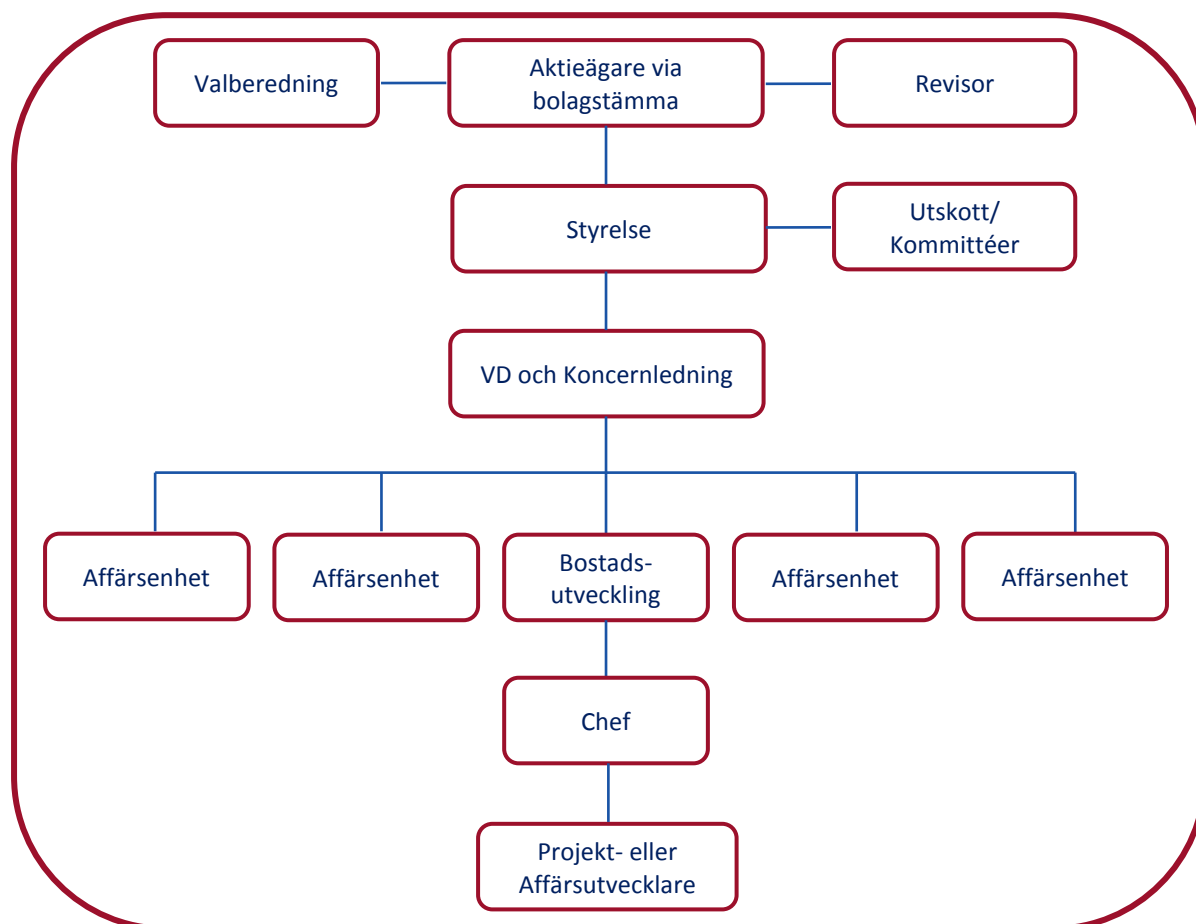 Valberedning
Aktieägare via
bolagstämma
Revisor
Styrelse
Utskott/
Kommittéer
VD och Koncernledning
Affärsenhet
Affärsenhet
Bostads-
utveckling
Affärsenhet
Affärsenhet
Chef
Projekt- eller
Affärsutvecklare